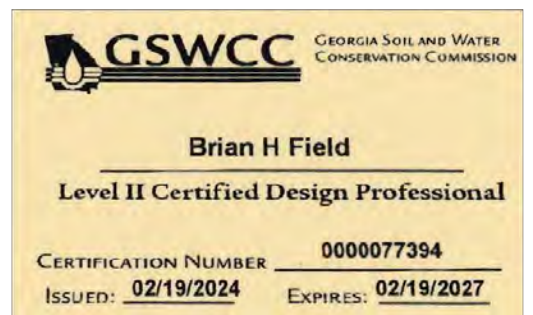 GSWCC GEORGIA SOIL AND WATER
CONSERVATION COMMISSION
Brian H Field
Level II Certified Design Professional
CERTIFICATION NUMBER 0000077394
ISSUED: 02/19/2024 EXPIRES: 02/19/2027